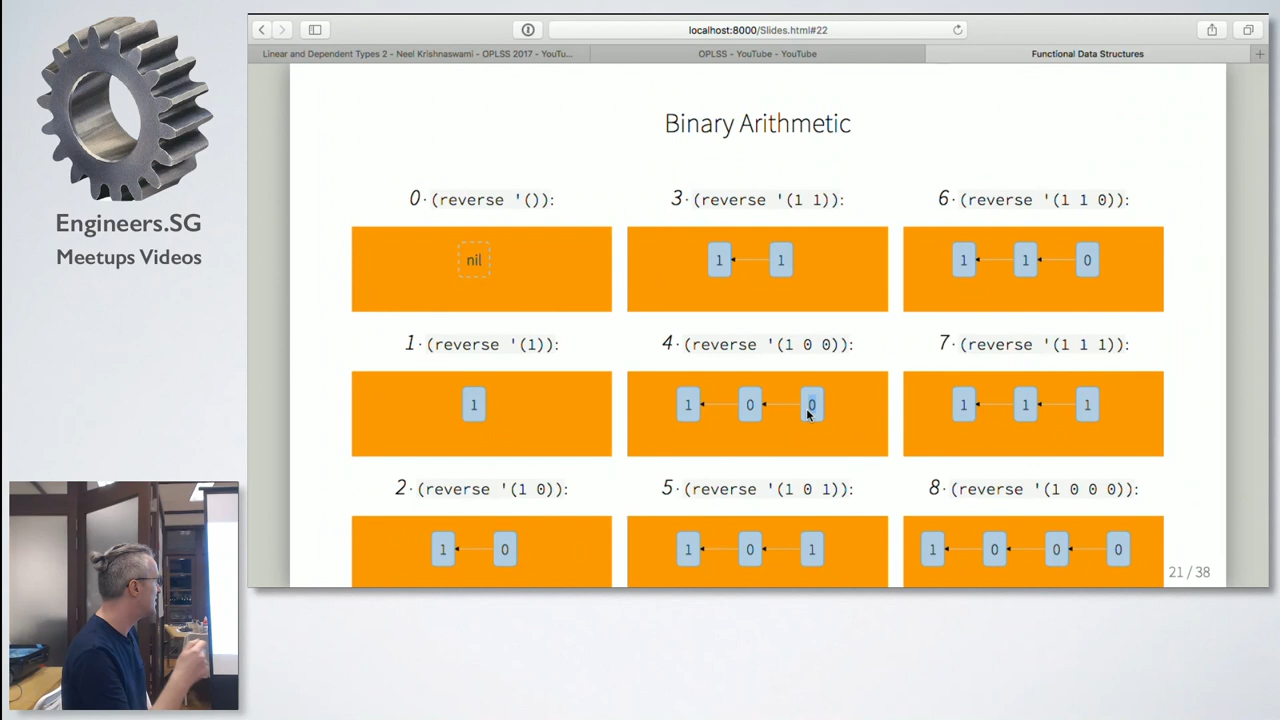 localhost:8000/Slides.html#22
Linear and Dependent Types 2 - Neel Krishnaswami - OPLSS 2017 - YouTu...
OPLSS - YouTube - YouTube
Functional Data Structures
Engineers.SG
Meetups Videos
Binary Arithmetic
0· (reverse '()):
3· (reverse '(1 1)):
6· (reverse '(1 1 0)):
nil
1 1
1 1 0
1· (reverse '(1)):
4· (reverse '(1 0 0)):
7· (reverse '(1 1 1)):
1
1 0 0
1 1 1
2· (reverse '(1 0)):
5· (reverse '(1 0 1)):
8· (reverse '(1 0 0 0)):
1 0
1 0 1
1 0 0 0
21 / 38